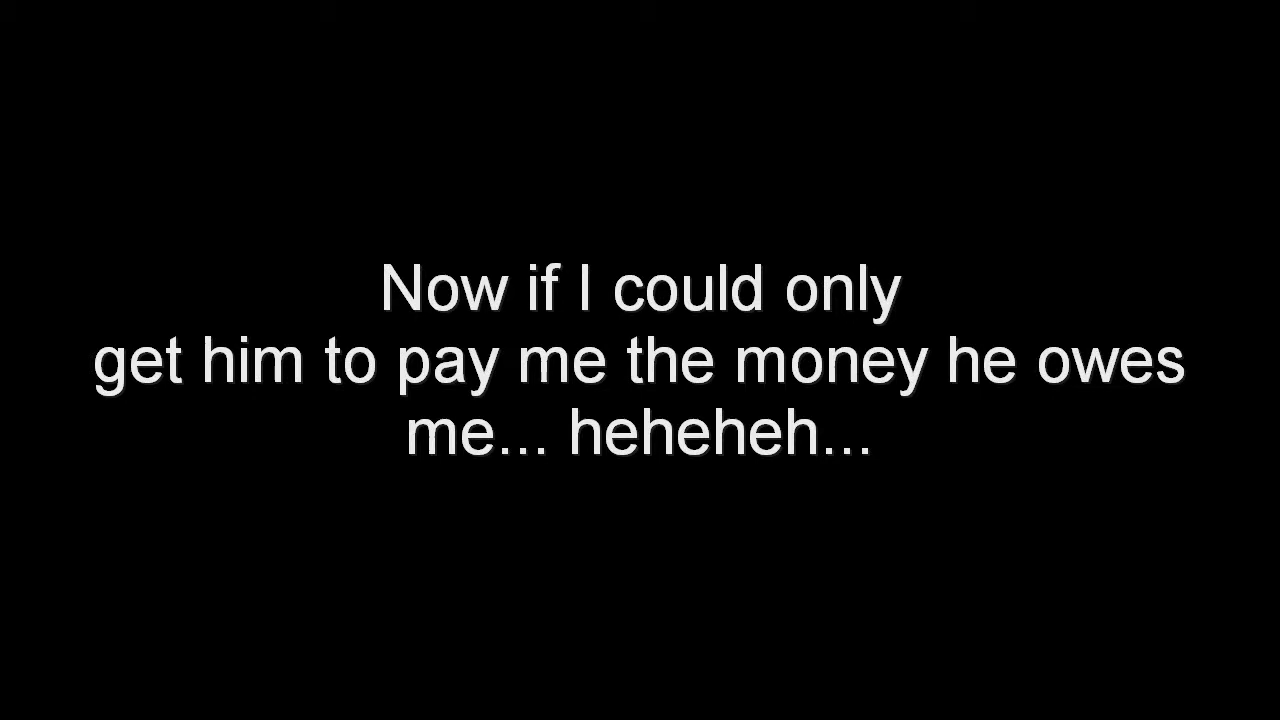 Now if I could only
get him to pay me the money he owes
me... heheheh...